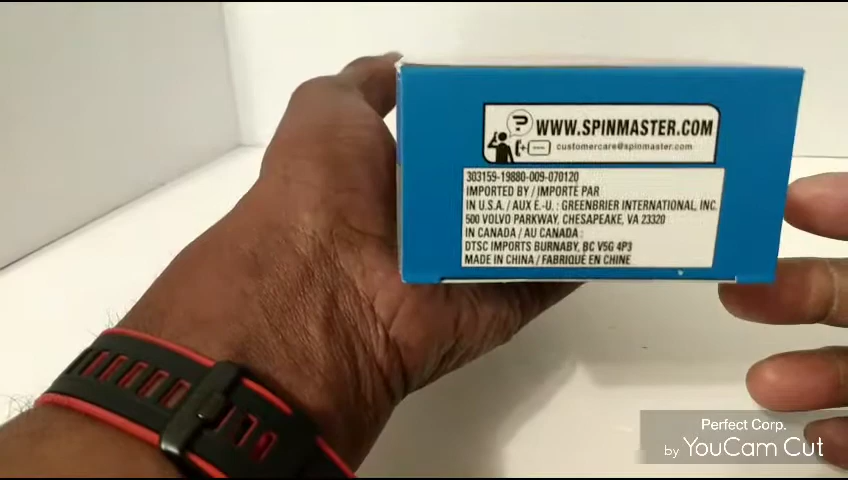 WWW.SPINMASTER.COM
customercare@spinmaster.com
303159-19880-009-070120
IMPORTED BY / IMPORTÉ PAR
IN U.S.A. / AUX É.-U. : GREENBRIER INTERNATIONAL, INC.
500 VOLVO PARKWAY, CHESAPEAKE, VA 23320
IN CANADA / AU CANADA :
DTSC IMPORTS BURNABY, BC V5G 4P3
MADE IN CHINA / FABRIQUÉ EN CHINE
Perfect Corp.
by YouCam Cut